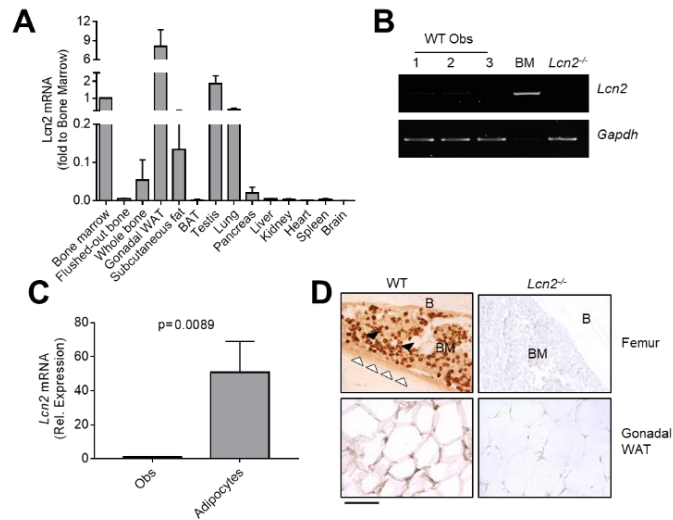 A
Lcn2 mRNA
(fold to Bone Marrow)
12
9
6
2
1
0.2
0.1
0.0
Bone marrow
Flushed-out bone
Whole bone
Gonadal WAT
Subcutaneous fat
BAT
Testis
Lung
Pancreas
Liver
Kidney
Heart
Spleen
Brain
B
WT Obs
1 2 3 BM Lcn2-/-
Lcn2
Gapdh
C
Lcn2 mRNA
(Rel. Expression)
80
60
40
20
0
p=0.0089
Obs
Adipocytes
D
WT Lcn2-/-
B
BM
B
BM
Femur
Gonadal
WAT